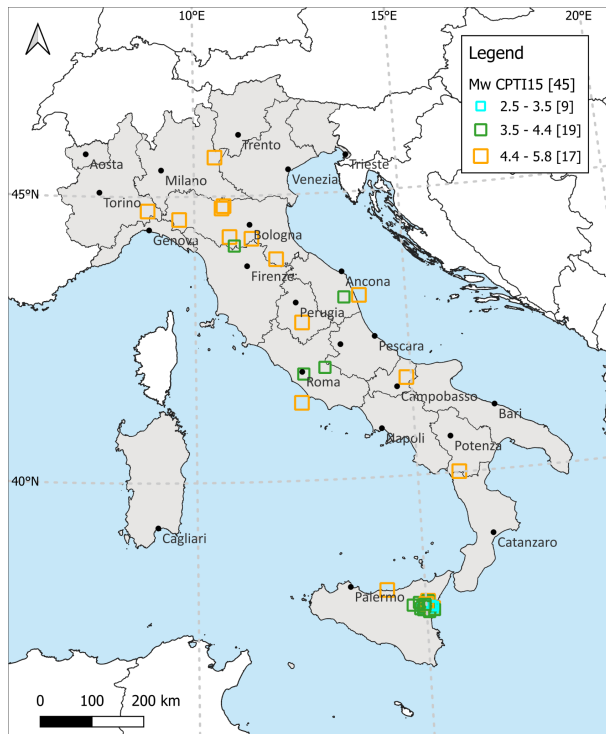 10°E
15°E
20°E
Legend
Mw CPTI15 [45]
2.5 - 3.5 [9]
3.5 - 4.4 [19]
4.4 - 5.8 [17]
Trento
Aosta
Milano
Venezia
Trieste
45°N
Torino
Genova
Bologna
Firenze
Ancona
Perugia
Pescara
Roma
Campobasso
Bari
Napoli
Potenza
40°N
Cagliari
Catanzaro
Palermo
0 100 200 km